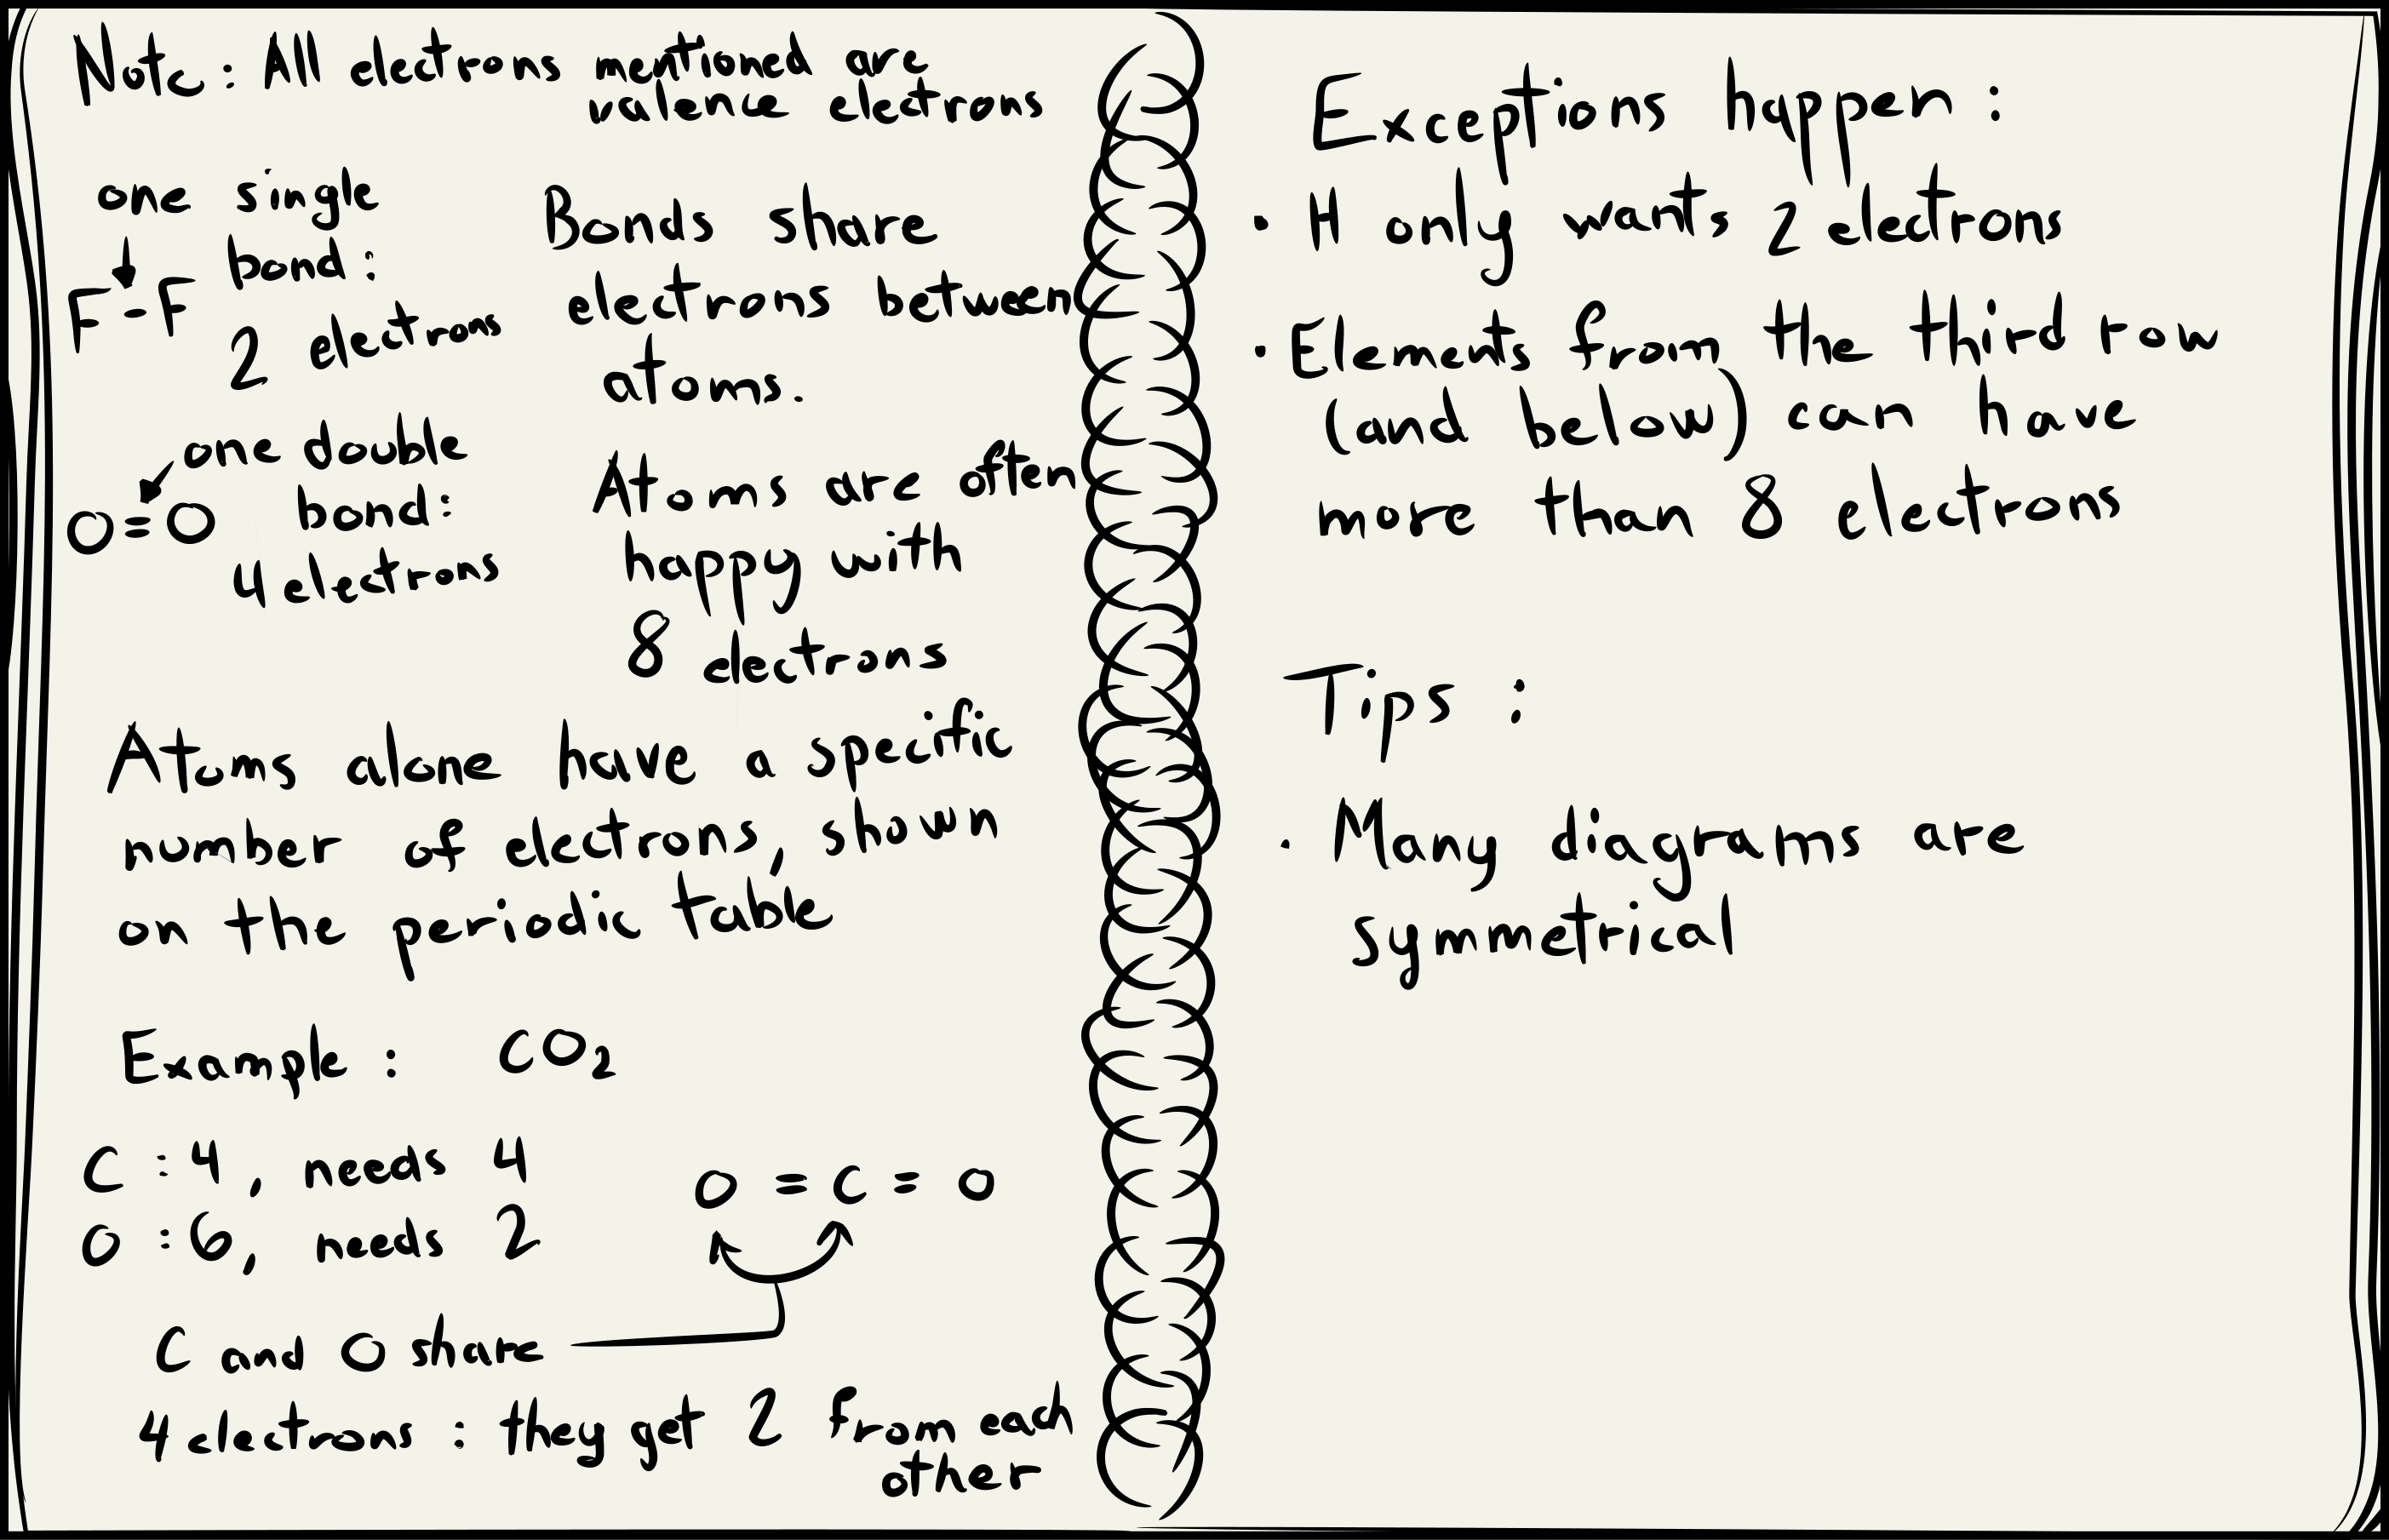 Note : All electrons mentioned are
valence electrons
one single
bond:
F-F
2 electrons
one double
bond:
O=O
4 electrons
Bonds share
electrons between
atoms.
Atoms are often
happy with
8 electrons
Atoms alone have a specific
number of electrons, shown
on the periodic table
Example : CO₂
C : 4, needs 4
O : 6, needs 2
O = C = O
C and O share
4 electrons : they get 2 from each
other
Exceptions happen :
· H only wants 2 electrons
· Elements from the third row
(and below) can have
more than 8 electrons
Tips :
· Many diagrams are
symmetrical